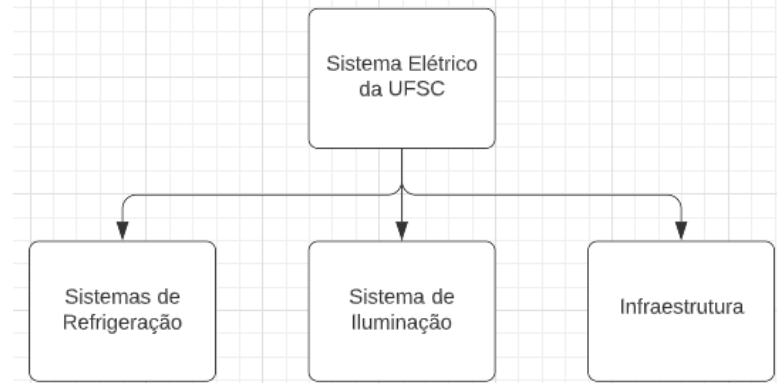 Sistema Elétrico
da UFSC
Sistemas de
Refrigeração
Sistema de
Iluminação
Infraestrutura